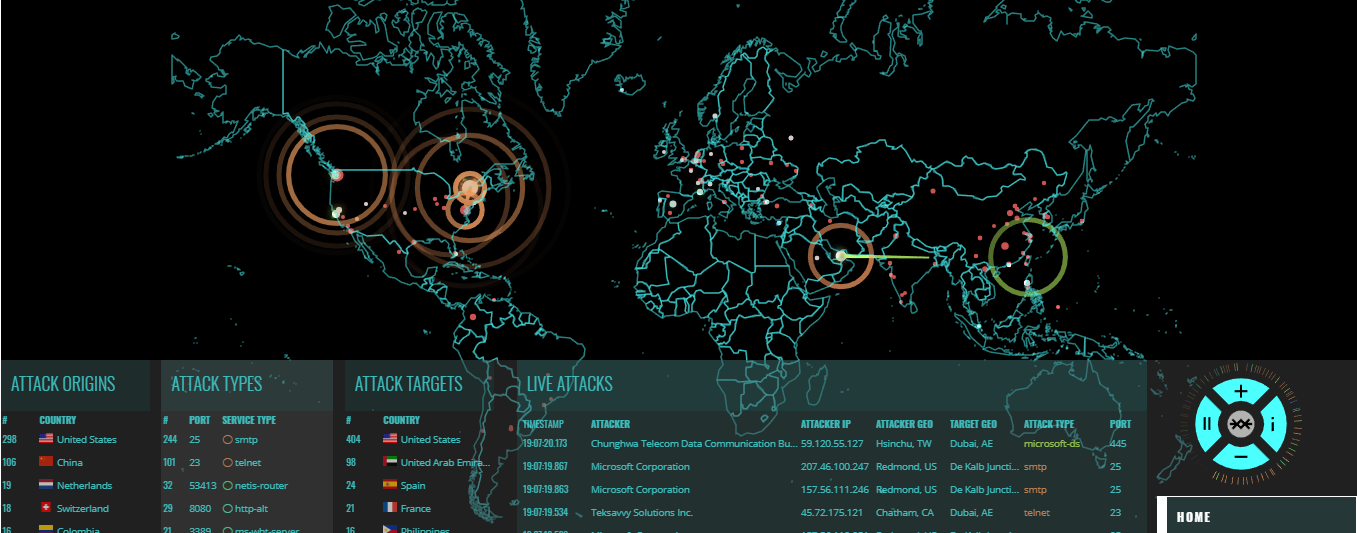 ATTACK ORIGINS
# COUNTRY
298 United States
106 China
19 Netherlands
18 Switzerland
16 Colombia
ATTACK TYPES
# PORT SERVICE TYPE
244 25 smtp
101 23 telnet
32 53413 netis-router
29 8080 http-alt
21 3389 ms-wbt-server
ATTACK TARGETS
# COUNTRY
404 United States
98 United Arab Emira...
24 Spain
21 France
16 Philippines
LIVE ATTACKS
TIMESTAMP ATTACKER ATTACKER IP ATTACKER GEO TARGET GEO ATTACK TYPE PORT
19:07:20.173 Chunghwa Telecom Data Communication Bu... 59.120.55.127 Hsinchu, TW Dubai, AE microsoft-ds 445
19:07:19.867 Microsoft Corporation 207.46.100.247 Redmond, US De Kalb Juncti... smtp 25
19:07:19.863 Microsoft Corporation 157.56.111.246 Redmond, US De Kalb Juncti... smtp 25
19:07:19.534 Teksavvy Solutions Inc. 45.72.175.121 Chatham, CA Dubai, AE telnet 23
HOME